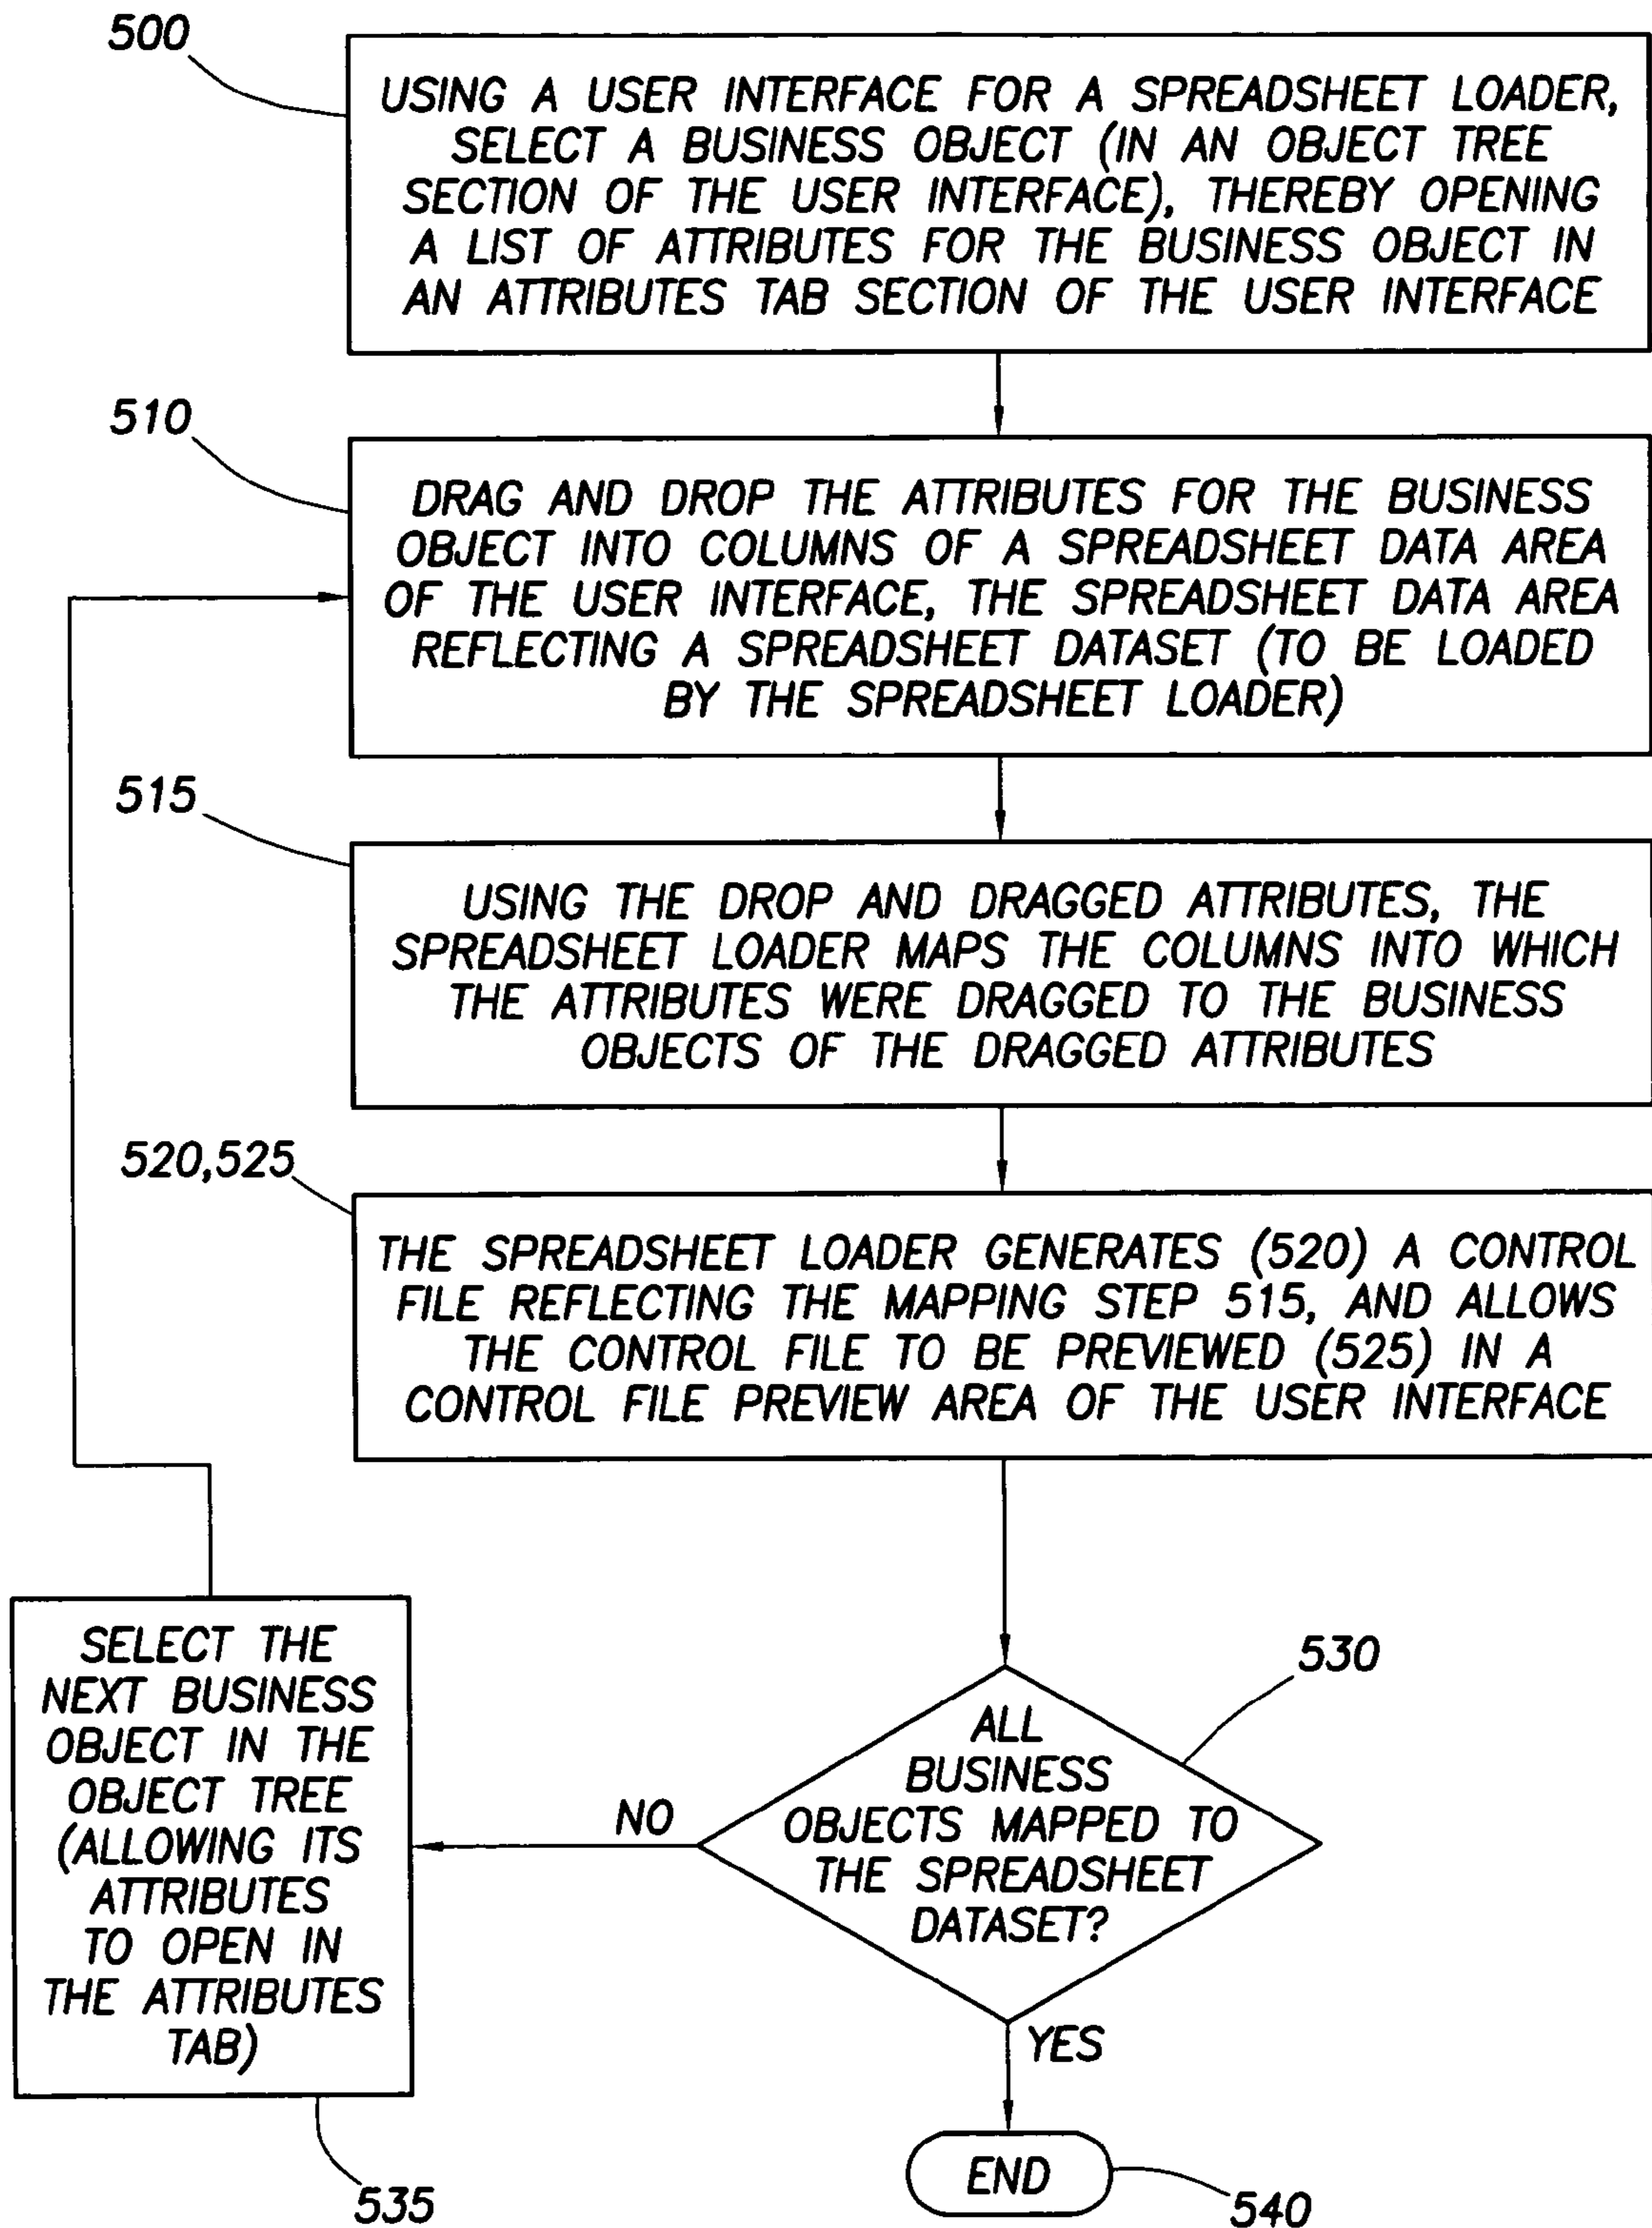 500
USING A USER INTERFACE FOR A SPREADSHEET LOADER,
SELECT A BUSINESS OBJECT (IN AN OBJECT TREE
SECTION OF THE USER INTERFACE), THEREBY OPENING
A LIST OF ATTRIBUTES FOR THE BUSINESS OBJECT IN
AN ATTRIBUTES TAB SECTION OF THE USER INTERFACE
510
DRAG AND DROP THE ATTRIBUTES FOR THE BUSINESS
OBJECT INTO COLUMNS OF A SPREADSHEET DATA AREA
OF THE USER INTERFACE, THE SPREADSHEET DATA AREA
REFLECTING A SPREADSHEET DATASET (TO BE LOADED
BY THE SPREADSHEET LOADER)
515
USING THE DROP AND DRAGGED ATTRIBUTES, THE
SPREADSHEET LOADER MAPS THE COLUMNS INTO WHICH
THE ATTRIBUTES WERE DRAGGED TO THE BUSINESS
OBJECTS OF THE DRAGGED ATTRIBUTES
520,525
THE SPREADSHEET LOADER GENERATES (520) A CONTROL
FILE REFLECTING THE MAPPING STEP 515, AND ALLOWS
THE CONTROL FILE TO BE PREVIEWED (525) IN A
CONTROL FILE PREVIEW AREA OF THE USER INTERFACE
530
ALL
BUSINESS
OBJECTS MAPPED TO
THE SPREADSHEET
DATASET?
NO
SELECT THE
NEXT BUSINESS
OBJECT IN THE
OBJECT TREE
(ALLOWING ITS
ATTRIBUTES
TO OPEN IN
THE ATTRIBUTES
TAB)
535
YES
END
540